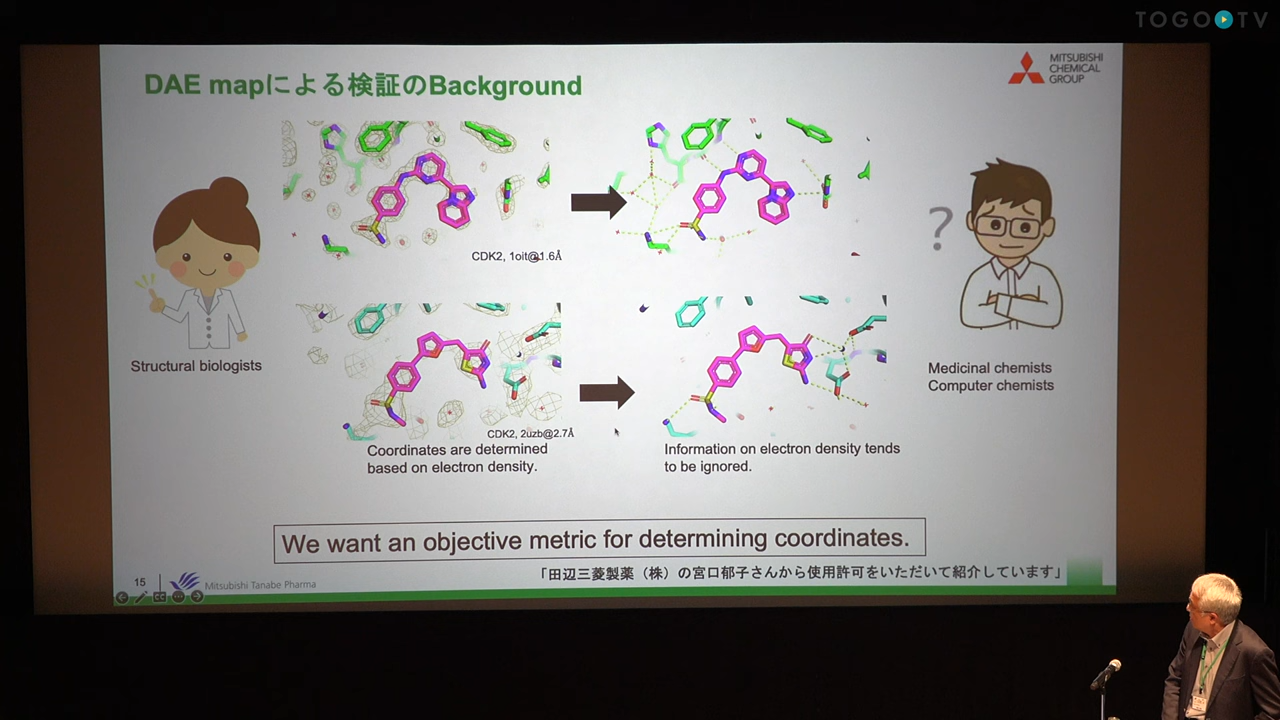 TOGO TV
DAE mapによる検証のBackground
MITSUBISHI
CHEMICAL
GROUP
CDK2, 1oit@1.6Å
?
Structural biologists
Medicinal chemists
Computer chemists
CDK2, 2uzb@2.7Å
Coordinates are determined
based on electron density.
Information on electron density tends
to be ignored.
We want an objective metric for determining coordinates.
「田辺三菱製薬（株）の宮口郁子さんから使用許可をいただいて紹介しています」
15
Mitsubishi Tanabe Pharma